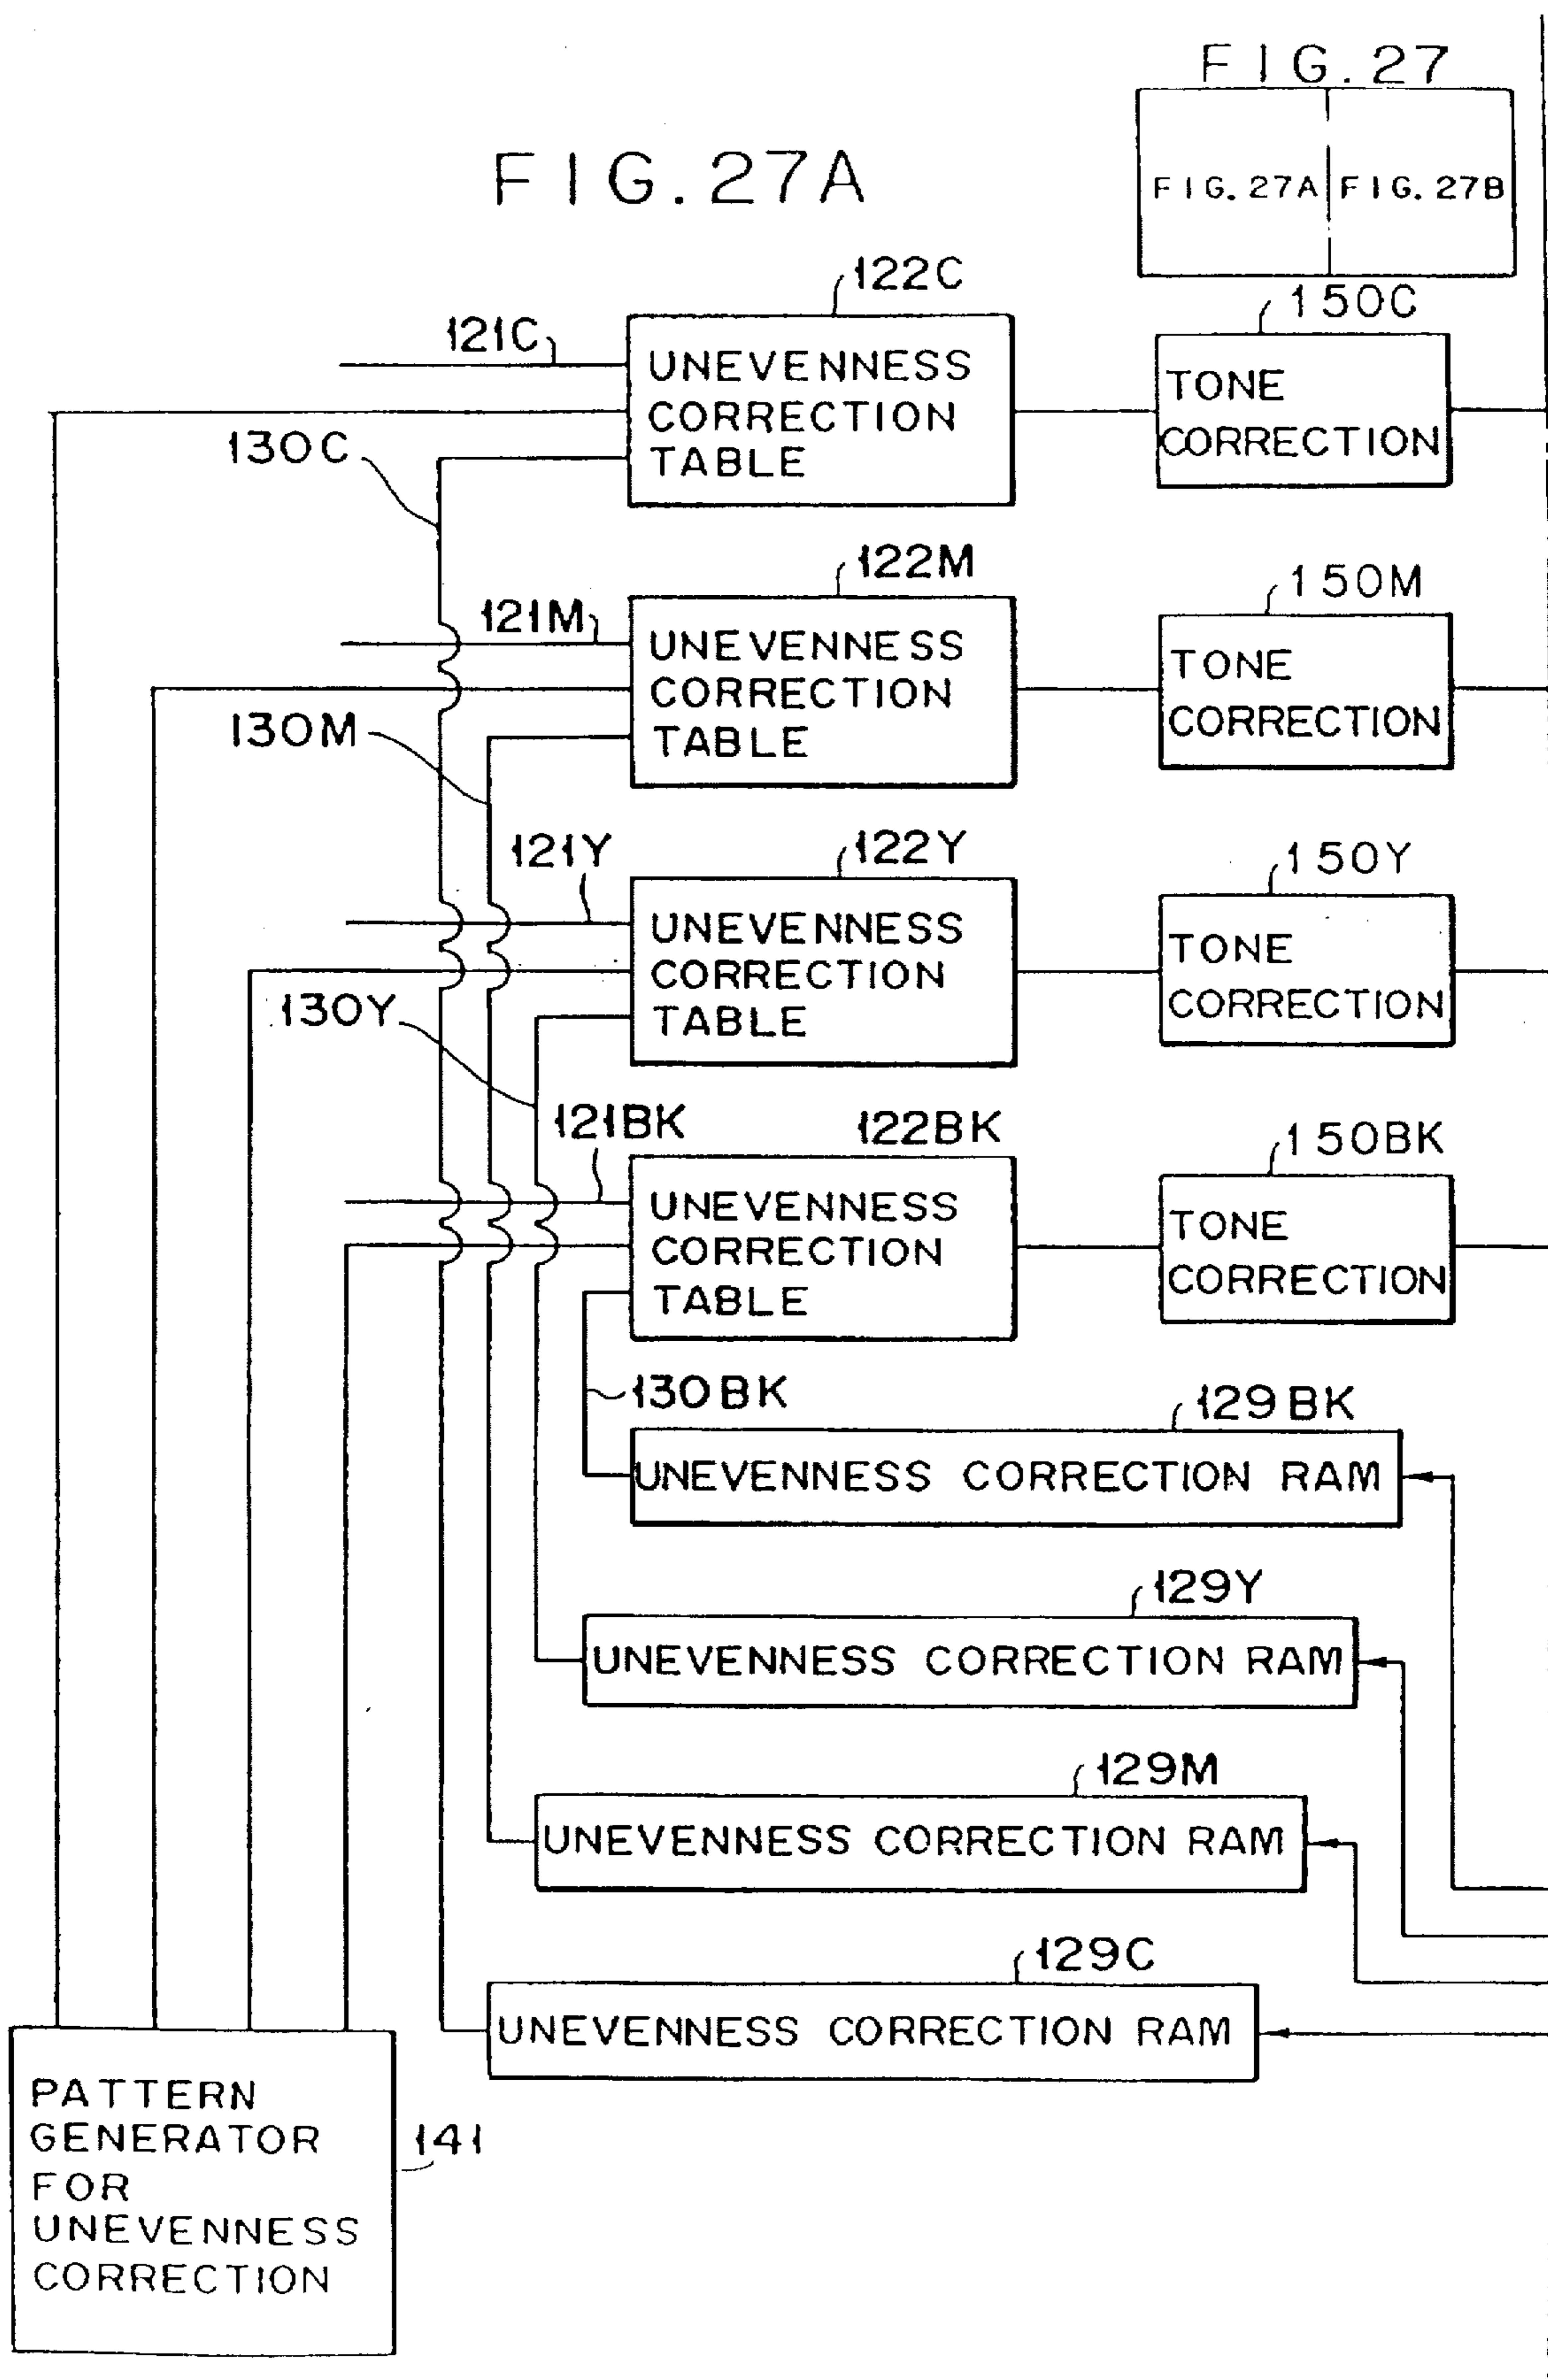 FIG. 27
FIG. 27A
FIG. 27A
FIG. 27B
122C
150C
121C
UNEVENNESS
CORRECTION
TABLE
TONE
CORRECTION
130C
122M
150M
121M
UNEVENNESS
CORRECTION
TABLE
TONE
CORRECTION
130M
122Y
150Y
121Y
UNEVENNESS
CORRECTION
TABLE
TONE
CORRECTION
130Y
121BK
122BK
150BK
UNEVENNESS
CORRECTION
TABLE
TONE
CORRECTION
130BK
129BK
UNEVENNESS CORRECTION RAM
129Y
UNEVENNESS CORRECTION RAM
129M
UNEVENNESS CORRECTION RAM
129C
UNEVENNESS CORRECTION RAM
PATTERN
GENERATOR
FOR
UNEVENNESS
CORRECTION
141